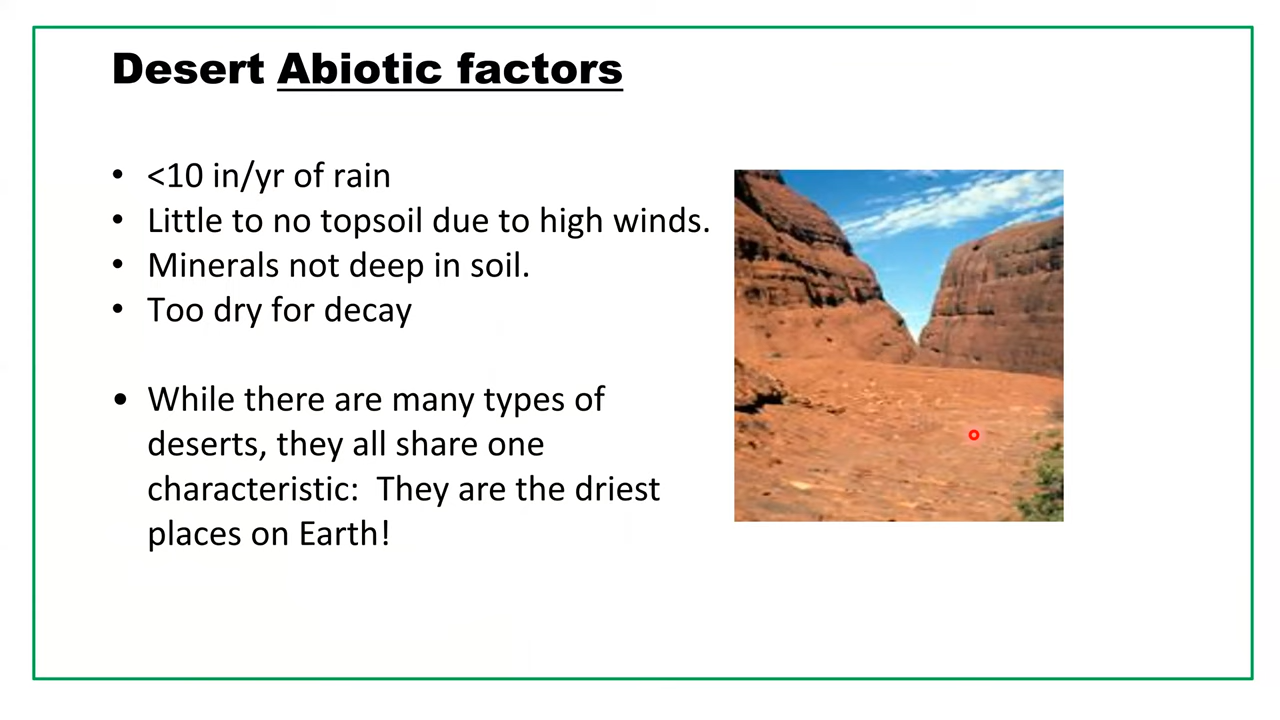 Desert Abiotic factors
• <10 in/yr of rain
• Little to no topsoil due to high winds.
• Minerals not deep in soil.
• Too dry for decay
• While there are many types of
deserts, they all share one
characteristic:  They are the driest
places on Earth!